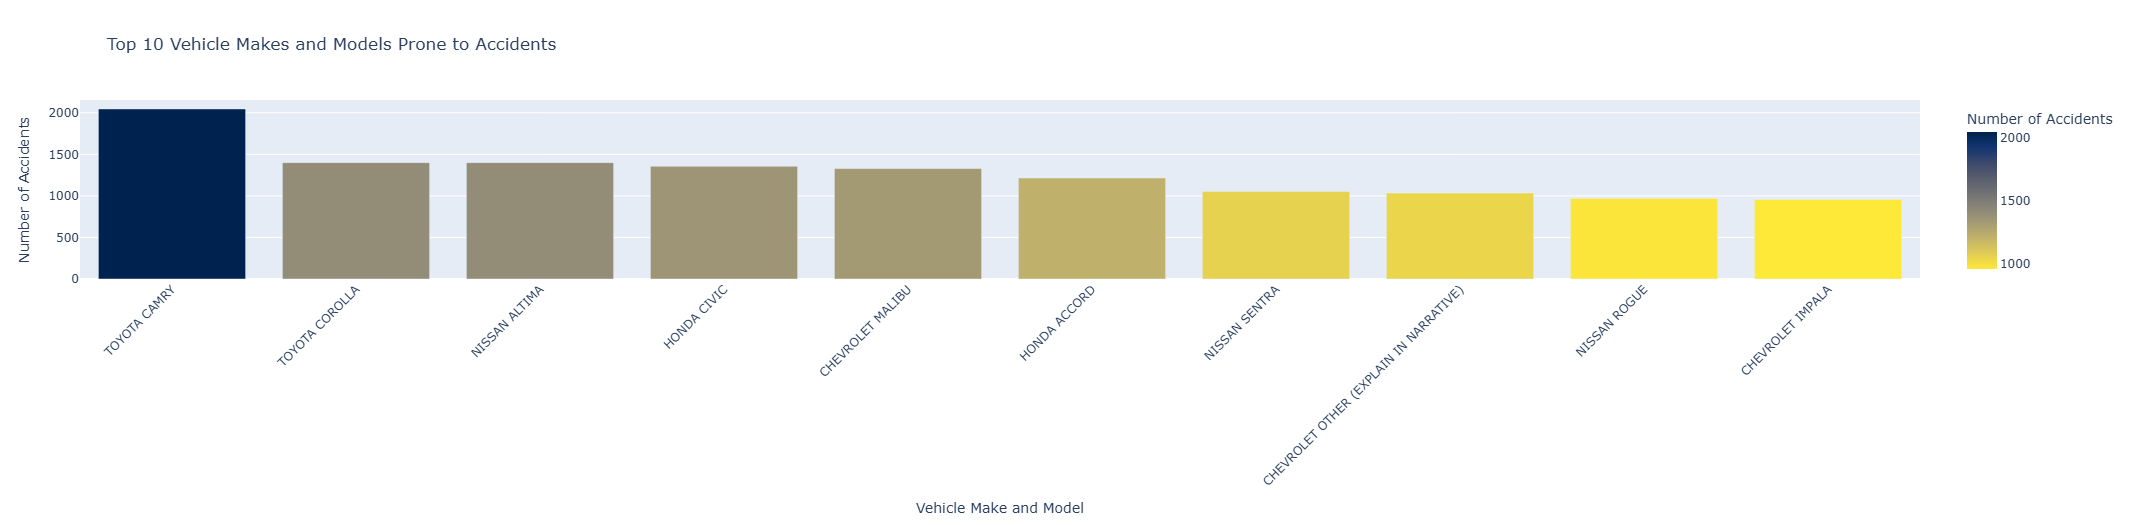 Top 10 Vehicle Makes and Models Prone to Accidents
Number of Accidents
2000
1500
1000
500
0
TOYOTA CAMRY
TOYOTA COROLLA
NISSAN ALTIMA
HONDA CIVIC
CHEVROLET MALIBU
HONDA ACCORD
NISSAN SENTRA
CHEVROLET OTHER (EXPLAIN IN NARRATIVE)
NISSAN ROGUE
CHEVROLET IMPALA
Vehicle Make and Model
Number of Accidents
2000
1500
1000